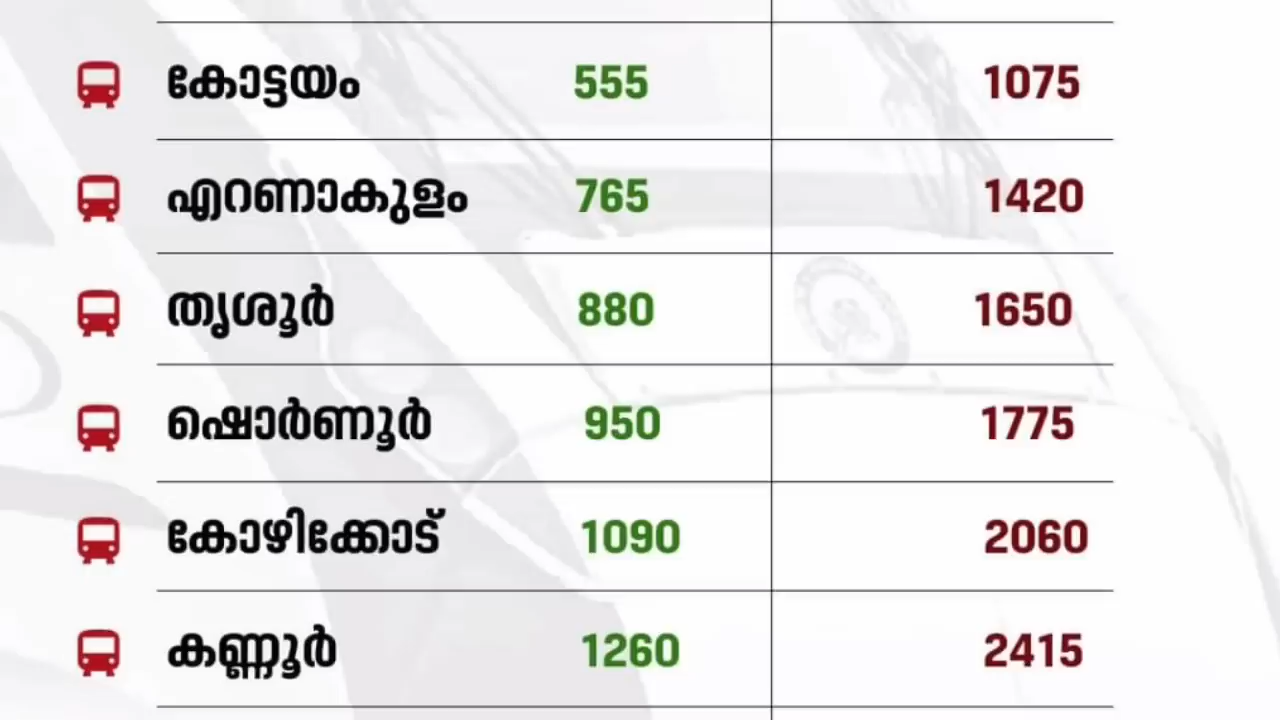 കോട്ടയം 555 1075
എറണാകുളം 765 1420
തൃശൂർ 880 1650
ഷൊർണൂർ 950 1775
കോഴിക്കോട് 1090 2060
കണ്ണൂർ 1260 2415